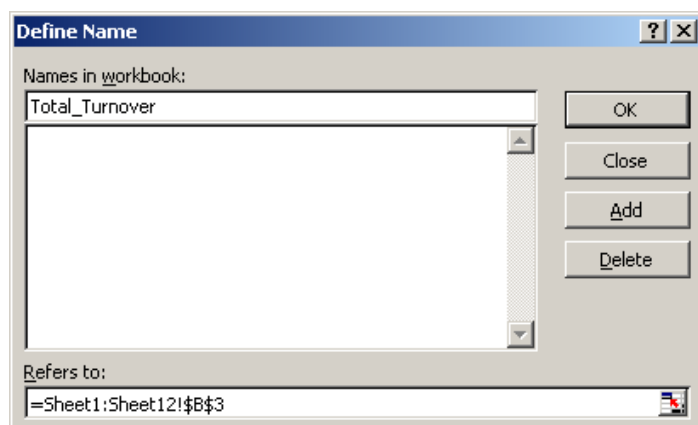 Define Name
Names in workbook:
Total_Turnover
OK
Close
Add
Delete
Refers to:
=Sheet1:Sheet12!$B$3